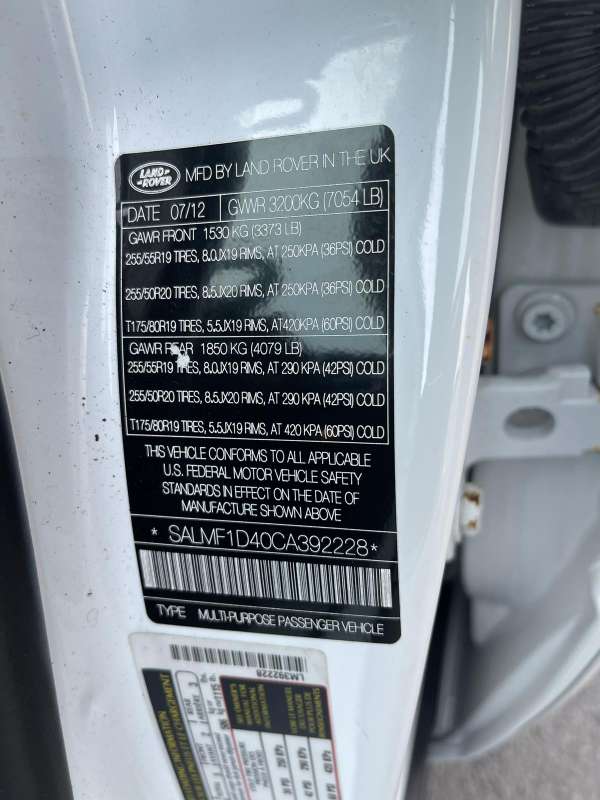 LAND ROVER MFD BY LAND ROVER IN THE UK
DATE 07/12 GVWR 3200KG (7054 LB)
GAWR FRONT 1530 KG (3373 LB)
255/55R19 TIRES, 8.0JX19 RIMS, AT 250KPA (36PSI) COLD
255/50R20 TIRES, 8.5JX20 RIMS, AT 250KPA (36PSI) COLD
T175/80R19 TIRES, 5.5JX19 RIMS, AT420KPA (60PSI) COLD
GAWR REAR 1850 KG (4079 LB)
255/55R19 TIRES, 8.0JX19 RIMS, AT 290 KPA (42PSI) COLD
255/50R20 TIRES, 8.5JX20 RIMS, AT 290 KPA (42PSI) COLD
T175/80R19 TIRES, 5.5JX19 RIMS, AT 420 KPA (60PSI) COLD
THIS VEHICLE CONFORMS TO ALL APPLICABLE
U.S. FEDERAL MOTOR VEHICLE SAFETY
STANDARDS IN EFFECT ON THE DATE OF
MANUFACTURE SHOWN ABOVE
* SALMF1D40CA392228*
TYPE MULTI-PURPOSE PASSENGER VEHICLE
LM392228